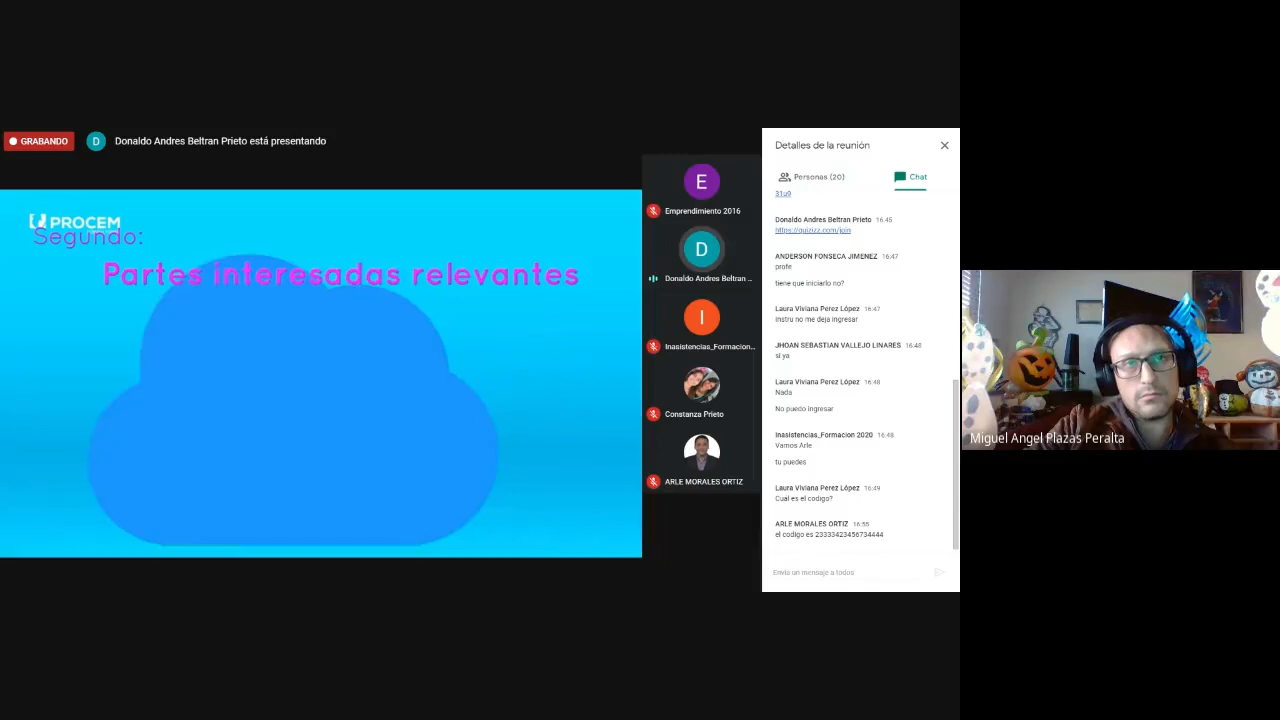 GRABANDO
D
Donaldo Andres Beltran Prieto está presentando
PROCEM
Segundo:
Partes interesadas relevantes
E
Emprendimiento 2016
D
Donaldo Andres Beltran ...
I
Inasistencias_Formacion...
Constanza Prieto
ARLE MORALES ORTIZ
Detalles de la reunión
Personas (20)
Chat
31u9
Donaldo Andres Beltran Prieto 16:45
https://quizizz.com/join
ANDERSON FONSECA JIMENEZ 16:47
profe
tiene que iniciarlo no?
Laura Viviana Perez López 16:47
Instru no me deja ingresar
JHOAN SEBASTIAN VALLEJO LINARES 16:48
si ya
Laura Viviana Perez López 16:48
Nada
No puedo ingresar
Inasistencias_Formacion 2020 16:48
Vamos Arle
tu puedes
Laura Viviana Perez López 16:49
Cuál es el codigo?
ARLE MORALES ORTIZ 16:55
el codigo es 23333423456734444
Envía un mensaje a todos
Miguel Angel Plazas Peralta